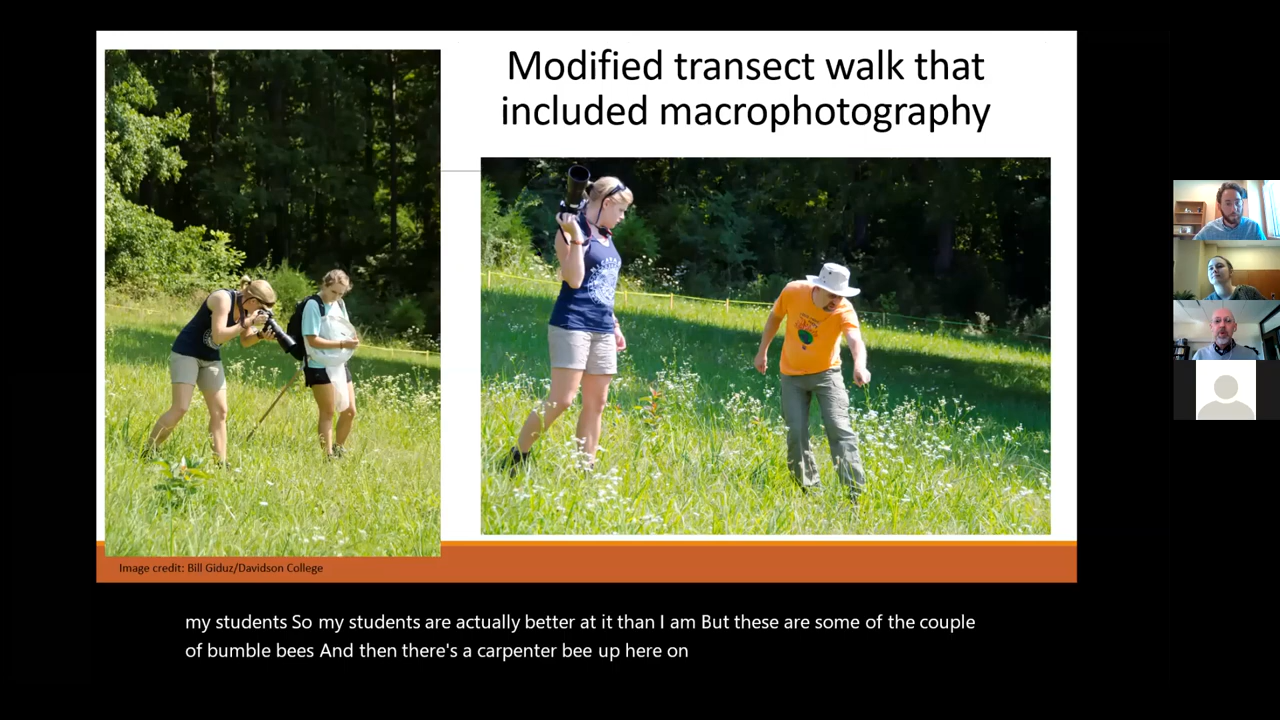 Modified transect walk that
included macrophotography
Image credit: Bill Giduz/Davidson College
my students So my students are actually better at it than I am But these are some of the couple
of bumble bees And then there's a carpenter bee up here on